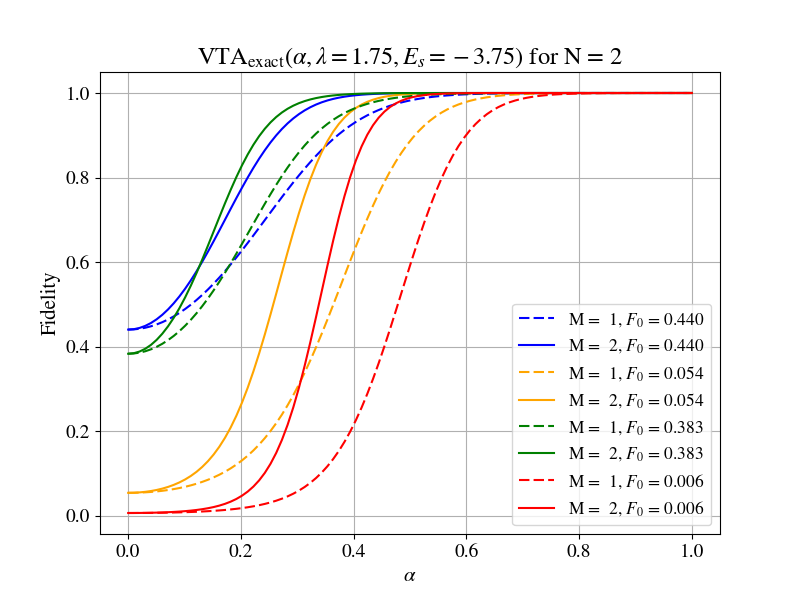 VTA_exact(α, λ = 1.75, E_s = −3.75) for N = 2
Fidelity
1.0
0.8
0.6
0.4
0.2
0.0
M = 1, F_0 = 0.440
M = 2, F_0 = 0.440
M = 1, F_0 = 0.054
M = 2, F_0 = 0.054
M = 1, F_0 = 0.383
M = 2, F_0 = 0.383
M = 1, F_0 = 0.006
M = 2, F_0 = 0.006
0.0 0.2 0.4 0.6 0.8 1.0
α